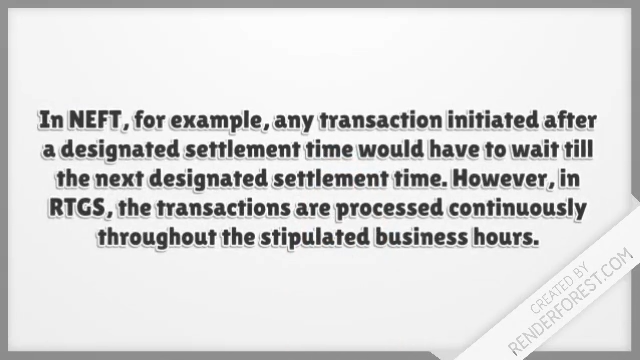 In NEFT, for example, any transaction initiated after
a designated settlement time would have to wait till
the next designated settlement time. However, in
RTGS, the transactions are processed continuously
throughout the stipulated business hours.
CREATED BY
RENDERFOREST.COM